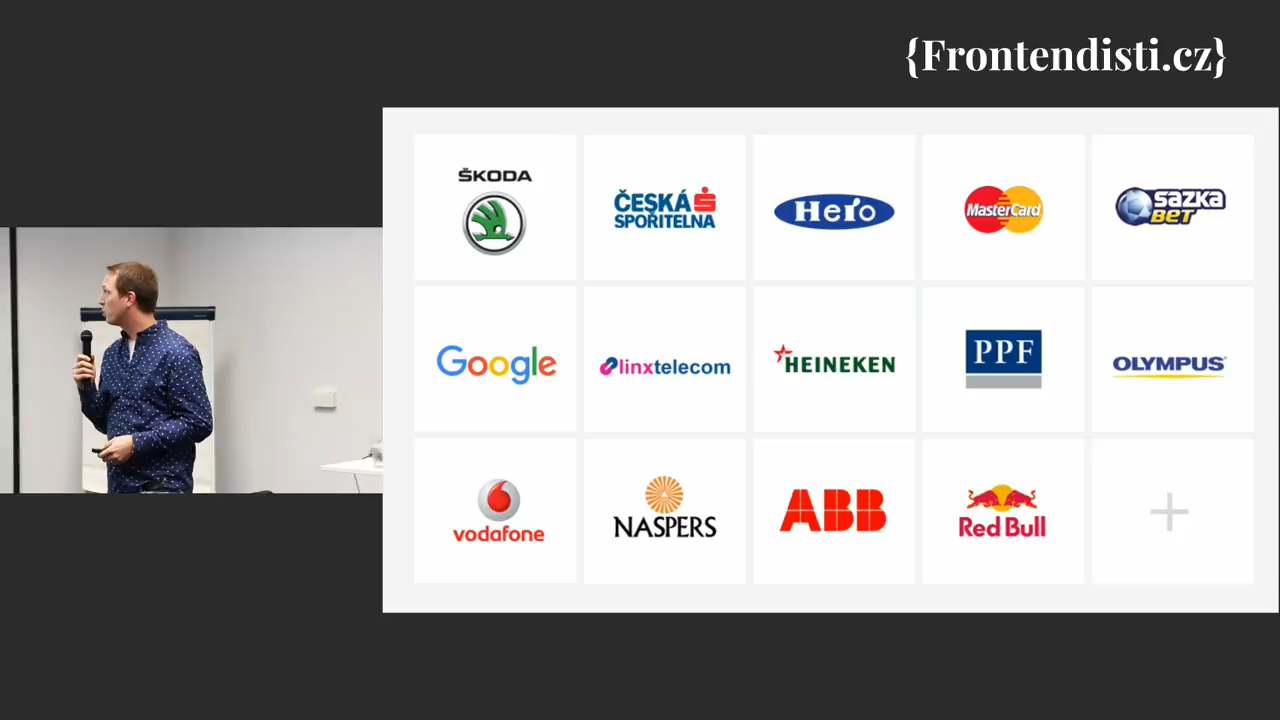 {Frontendisti.cz}
ŠKODA
ČESKÁ
SPOŘITELNA
Hero
MasterCard
SAZKA
BET
Google
linxtelecom
HEINEKEN
PPF
OLYMPUS
vodafone
NASPERS
ABB
Red Bull